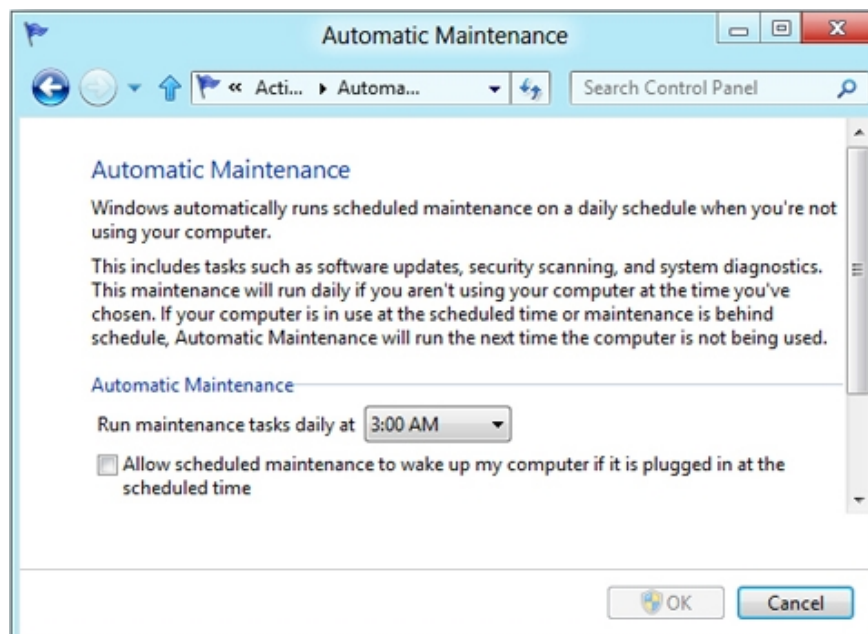 Automatic Maintenance
« Acti... ▸ Automa...
Search Control Panel
Automatic Maintenance
Windows automatically runs scheduled maintenance on a daily schedule when you're not
using your computer.
This includes tasks such as software updates, security scanning, and system diagnostics.
This maintenance will run daily if you aren't using your computer at the time you've
chosen. If your computer is in use at the scheduled time or maintenance is behind
schedule, Automatic Maintenance will run the next time the computer is not being used.
Automatic Maintenance
Run maintenance tasks daily at 3:00 AM
Allow scheduled maintenance to wake up my computer if it is plugged in at the
scheduled time
OK Cancel